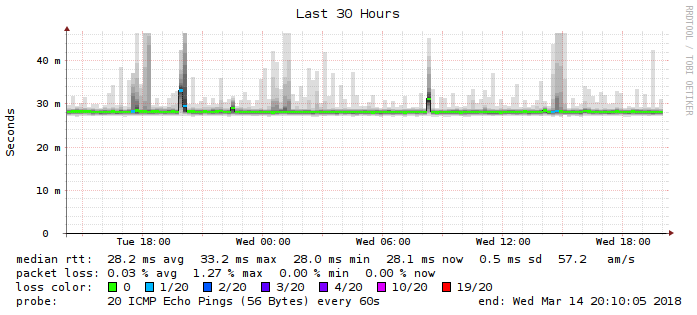 Last 30 Hours
RRDTOOL / TOBI OETIKER
Seconds
40 m
30 m
20 m
10 m
0
Tue 18:00 Wed 00:00 Wed 06:00 Wed 12:00 Wed 18:00
median rtt: 28.2 ms avg 33.2 ms max 28.0 ms min 28.1 ms now 0.5 ms sd 57.2 am/s
packet loss: 0.03 % avg 1.27 % max 0.00 % min 0.00 % now
loss color: 0 1/20 2/20 3/20 4/20 10/20 19/20
probe: 20 ICMP Echo Pings (56 Bytes) every 60s end: Wed Mar 14 20:10:05 2018